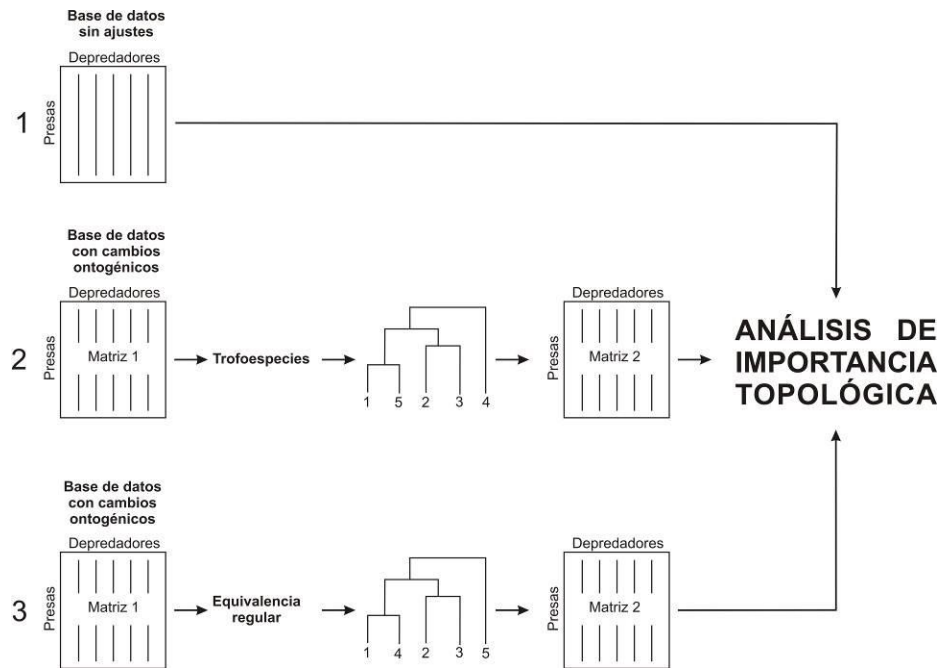 Base de datos
sin ajustes
Depredadores
1
Presas
Base de datos
con cambios
ontogénicos
Depredadores
Depredadores
2
Presas
Matriz 1
Trofoespecies
1 5 2 3 4
Presas
Matriz 2
ANÁLISIS DE
IMPORTANCIA
TOPOLÓGICA
Base de datos
con cambios
ontogénicos
Depredadores
Depredadores
3
Presas
Matriz 1
Equivalencia
regular
1 4 2 3 5
Presas
Matriz 2